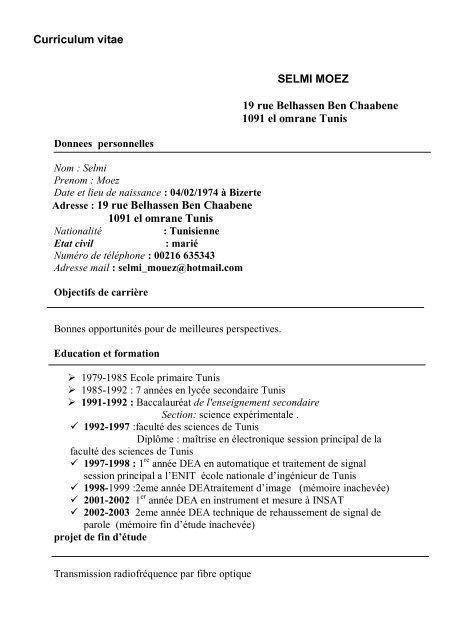 Curriculum vitae
SELMI MOEZ
19 rue Belhassen Ben Chaabene
1091 el omrane Tunis
Donnees personnelles
Nom : Selmi
Prenom : Moez
Date et lieu de naissance : 04/02/1974 à Bizerte
Adresse : 19 rue Belhassen Ben Chaabene
1091 el omrane Tunis
Nationalité : Tunisienne
Etat civil : marié
Numéro de téléphone : 00216 635343
Adresse mail : selmi_mouez@hotmail.com
Objectifs de carrière
Bonnes opportunités pour de meilleures perspectives.
Education et formation
➢ 1979-1985 Ecole primaire Tunis
➢ 1985-1992 : 7 années en lycée secondaire Tunis
➢ 1991-1992 : Baccalauréat de l'enseignement secondaire
Section: science expérimentale .
✓ 1992-1997 :faculté des sciences de Tunis
Diplôme : maîtrise en électronique session principal de la
faculté des sciences de Tunis
✓ 1997-1998 : 1re année DEA en automatique et traitement de signal
session principal a l'ENIT école nationale d'ingénieur de Tunis
✓ 1998-1999 :2eme année DEAtraitement d'image (mémoire inachevée)
✓ 2001-2002 1er année DEA en instrument et mesure à INSAT
✓ 2002-2003 2eme année DEA technique de rehaussement de signal de
parole (mémoire fin d'étude inachevée)
projet de fin d'étude
Transmission radiofréquence par fibre optique